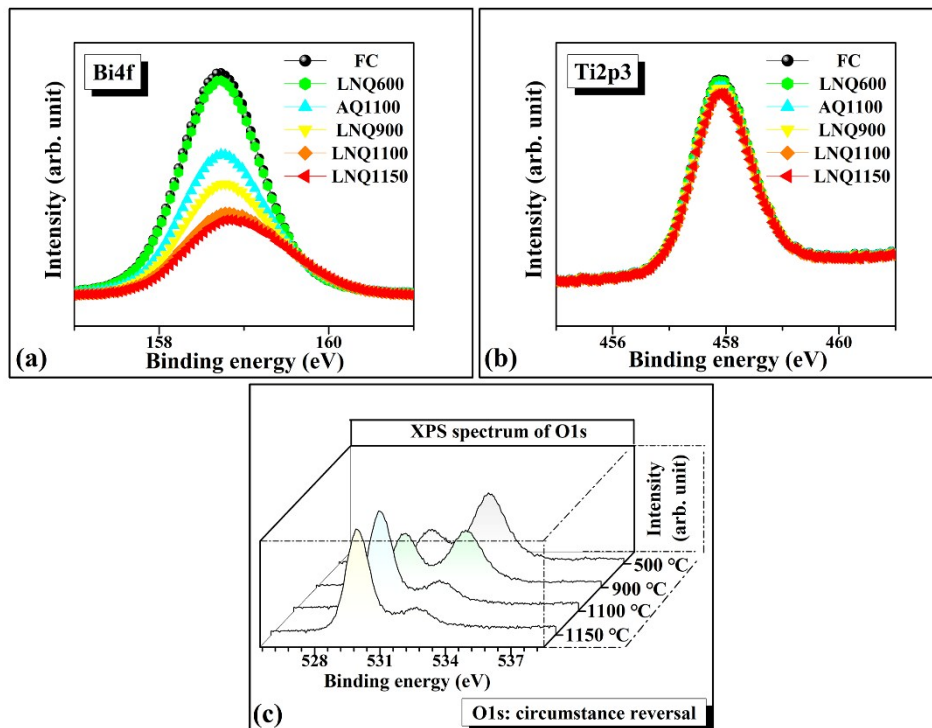 Bi4f
FC
LNQ600
AQ1100
LNQ900
LNQ1100
LNQ1150
Intensity (arb. unit)
158
160
Binding energy (eV)
(a)
Ti2p3
FC
LNQ600
AQ1100
LNQ900
LNQ1100
LNQ1150
Intensity (arb. unit)
456
458
460
Binding energy (eV)
(b)
XPS spectrum of O1s
Intensity
(arb. unit)
500 °C
900 °C
1100 °C
1150 °C
528
531
534
537
Binding energy (eV)
(c)
O1s: circumstance reversal